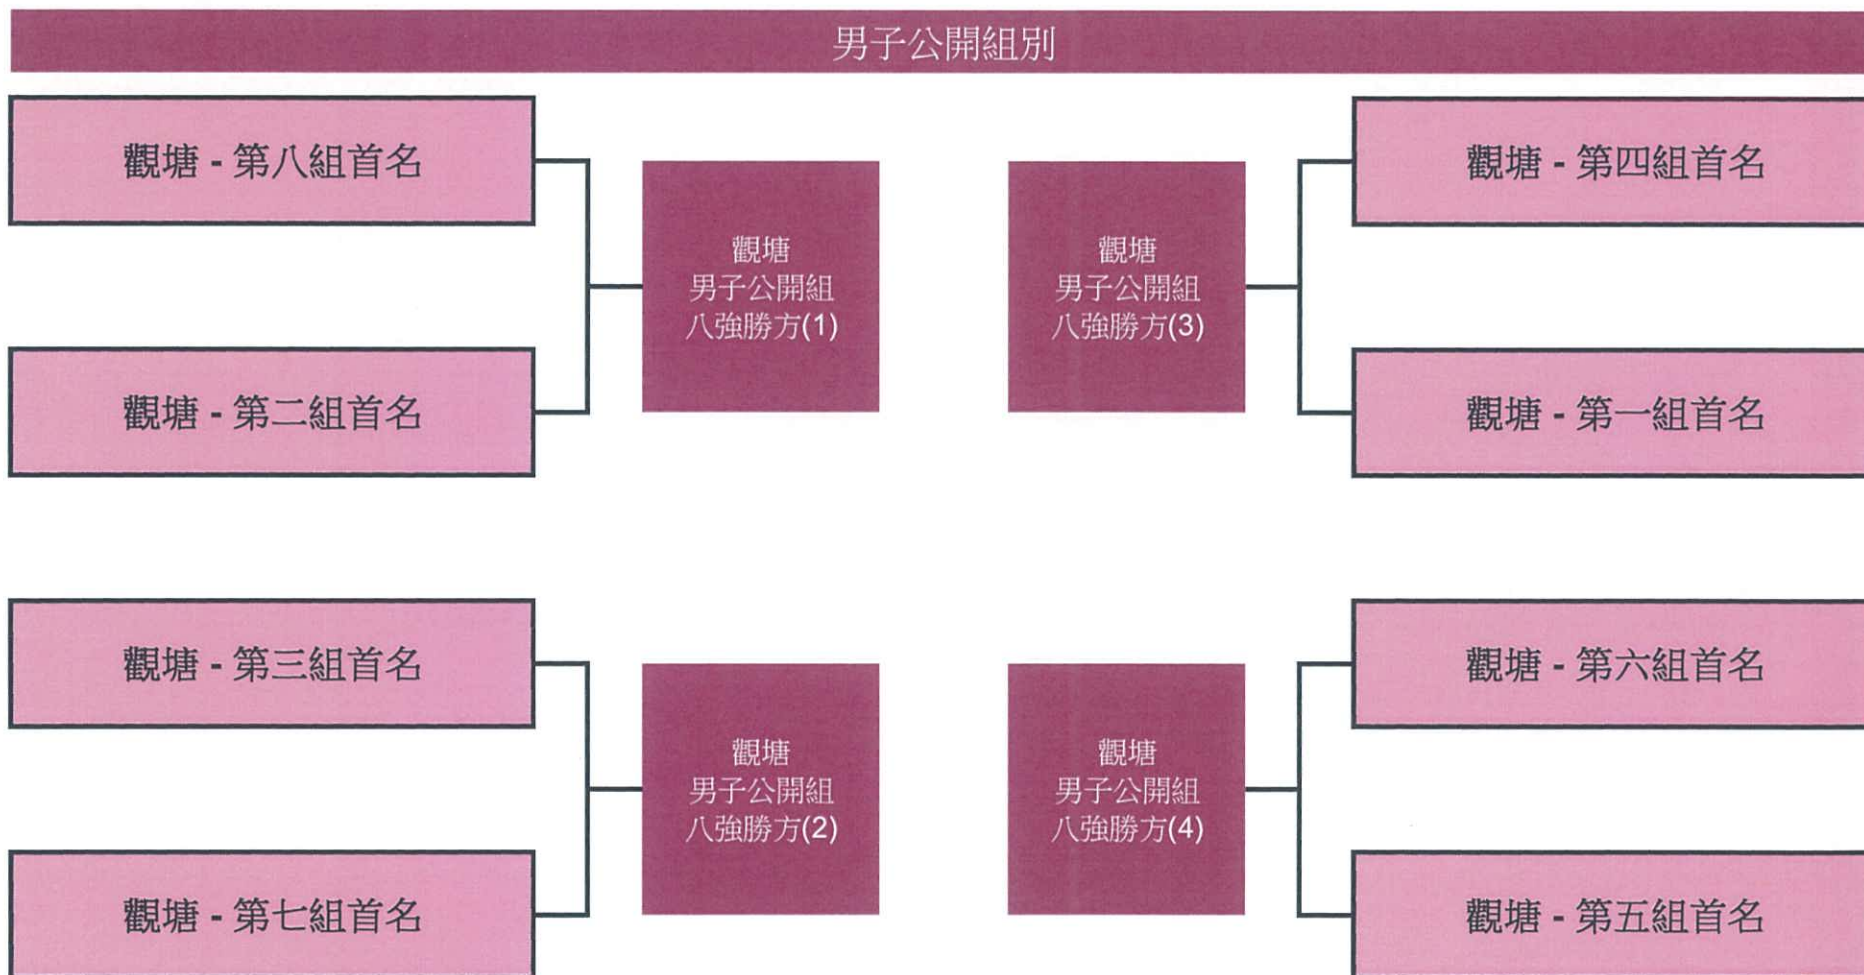 男子公開組別
觀塘 - 第八組首名
觀塘 - 第二組首名
觀塘
男子公開組
八強勝方(1)
觀塘
男子公開組
八強勝方(3)
觀塘 - 第四組首名
觀塘 - 第一組首名
觀塘 - 第三組首名
觀塘 - 第七組首名
觀塘
男子公開組
八強勝方(2)
觀塘
男子公開組
八強勝方(4)
觀塘 - 第六組首名
觀塘 - 第五組首名